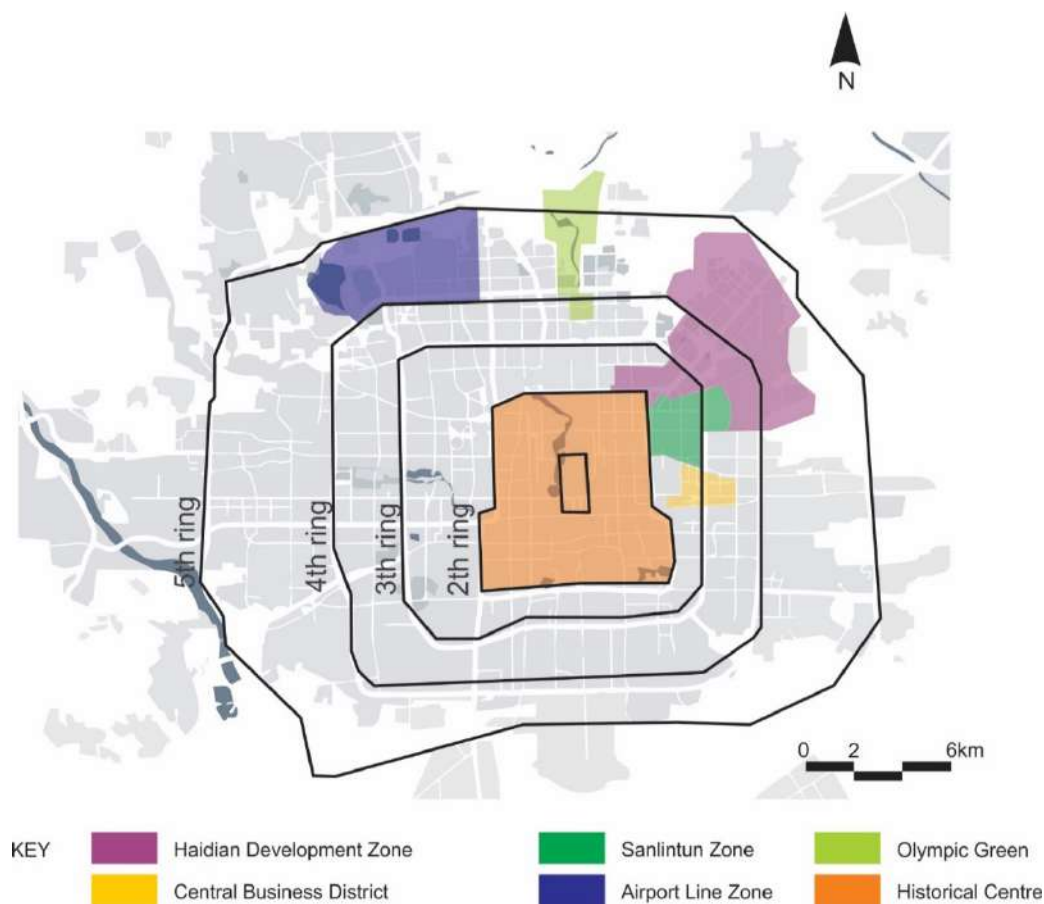 N
5th ring
4th ring
3th ring
2th ring
0 2 6km
KEY
Haidian Development Zone
Sanlintun Zone
Olympic Green
Central Business District
Airport Line Zone
Historical Centre